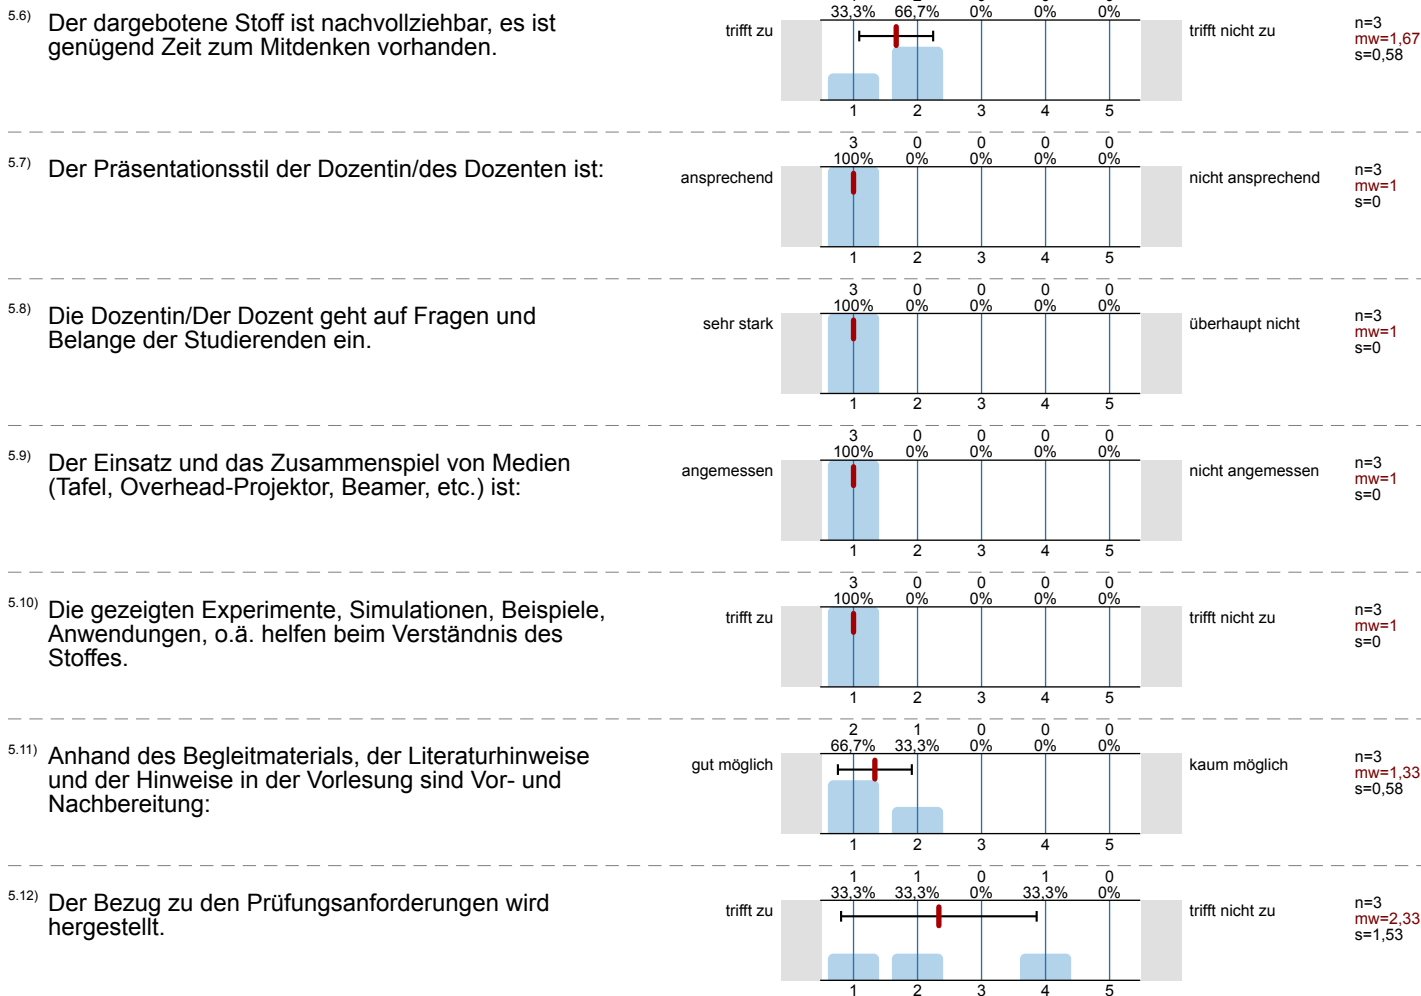 5.6) Der dargebotene Stoff ist nachvollziehbar, es ist
genügend Zeit zum Mitdenken vorhanden.
33,3% 66,7% 0% 0% 0%
trifft zu
trifft nicht zu
n=3
mw=1,67
s=0,58
1 2 3 4 5
5.7) Der Präsentationsstil der Dozentin/des Dozenten ist:
3 0 0 0 0
100% 0% 0% 0% 0%
ansprechend
nicht ansprechend
n=3
mw=1
s=0
1 2 3 4 5
5.8) Die Dozentin/Der Dozent geht auf Fragen und
Belange der Studierenden ein.
3 0 0 0 0
100% 0% 0% 0% 0%
sehr stark
überhaupt nicht
n=3
mw=1
s=0
1 2 3 4 5
5.9) Der Einsatz und das Zusammenspiel von Medien
(Tafel, Overhead-Projektor, Beamer, etc.) ist:
3 0 0 0 0
100% 0% 0% 0% 0%
angemessen
nicht angemessen
n=3
mw=1
s=0
1 2 3 4 5
5.10) Die gezeigten Experimente, Simulationen, Beispiele,
Anwendungen, o.ä. helfen beim Verständnis des
Stoffes.
3 0 0 0 0
100% 0% 0% 0% 0%
trifft zu
trifft nicht zu
n=3
mw=1
s=0
1 2 3 4 5
5.11) Anhand des Begleitmaterials, der Literaturhinweise
und der Hinweise in der Vorlesung sind Vor- und
Nachbereitung:
2 1 0 0 0
66,7% 33,3% 0% 0% 0%
gut möglich
kaum möglich
n=3
mw=1,33
s=0,58
1 2 3 4 5
5.12) Der Bezug zu den Prüfungsanforderungen wird
hergestellt.
1 1 0 1 0
33,3% 33,3% 0% 33,3% 0%
trifft zu
trifft nicht zu
n=3
mw=2,33
s=1,53
1 2 3 4 5